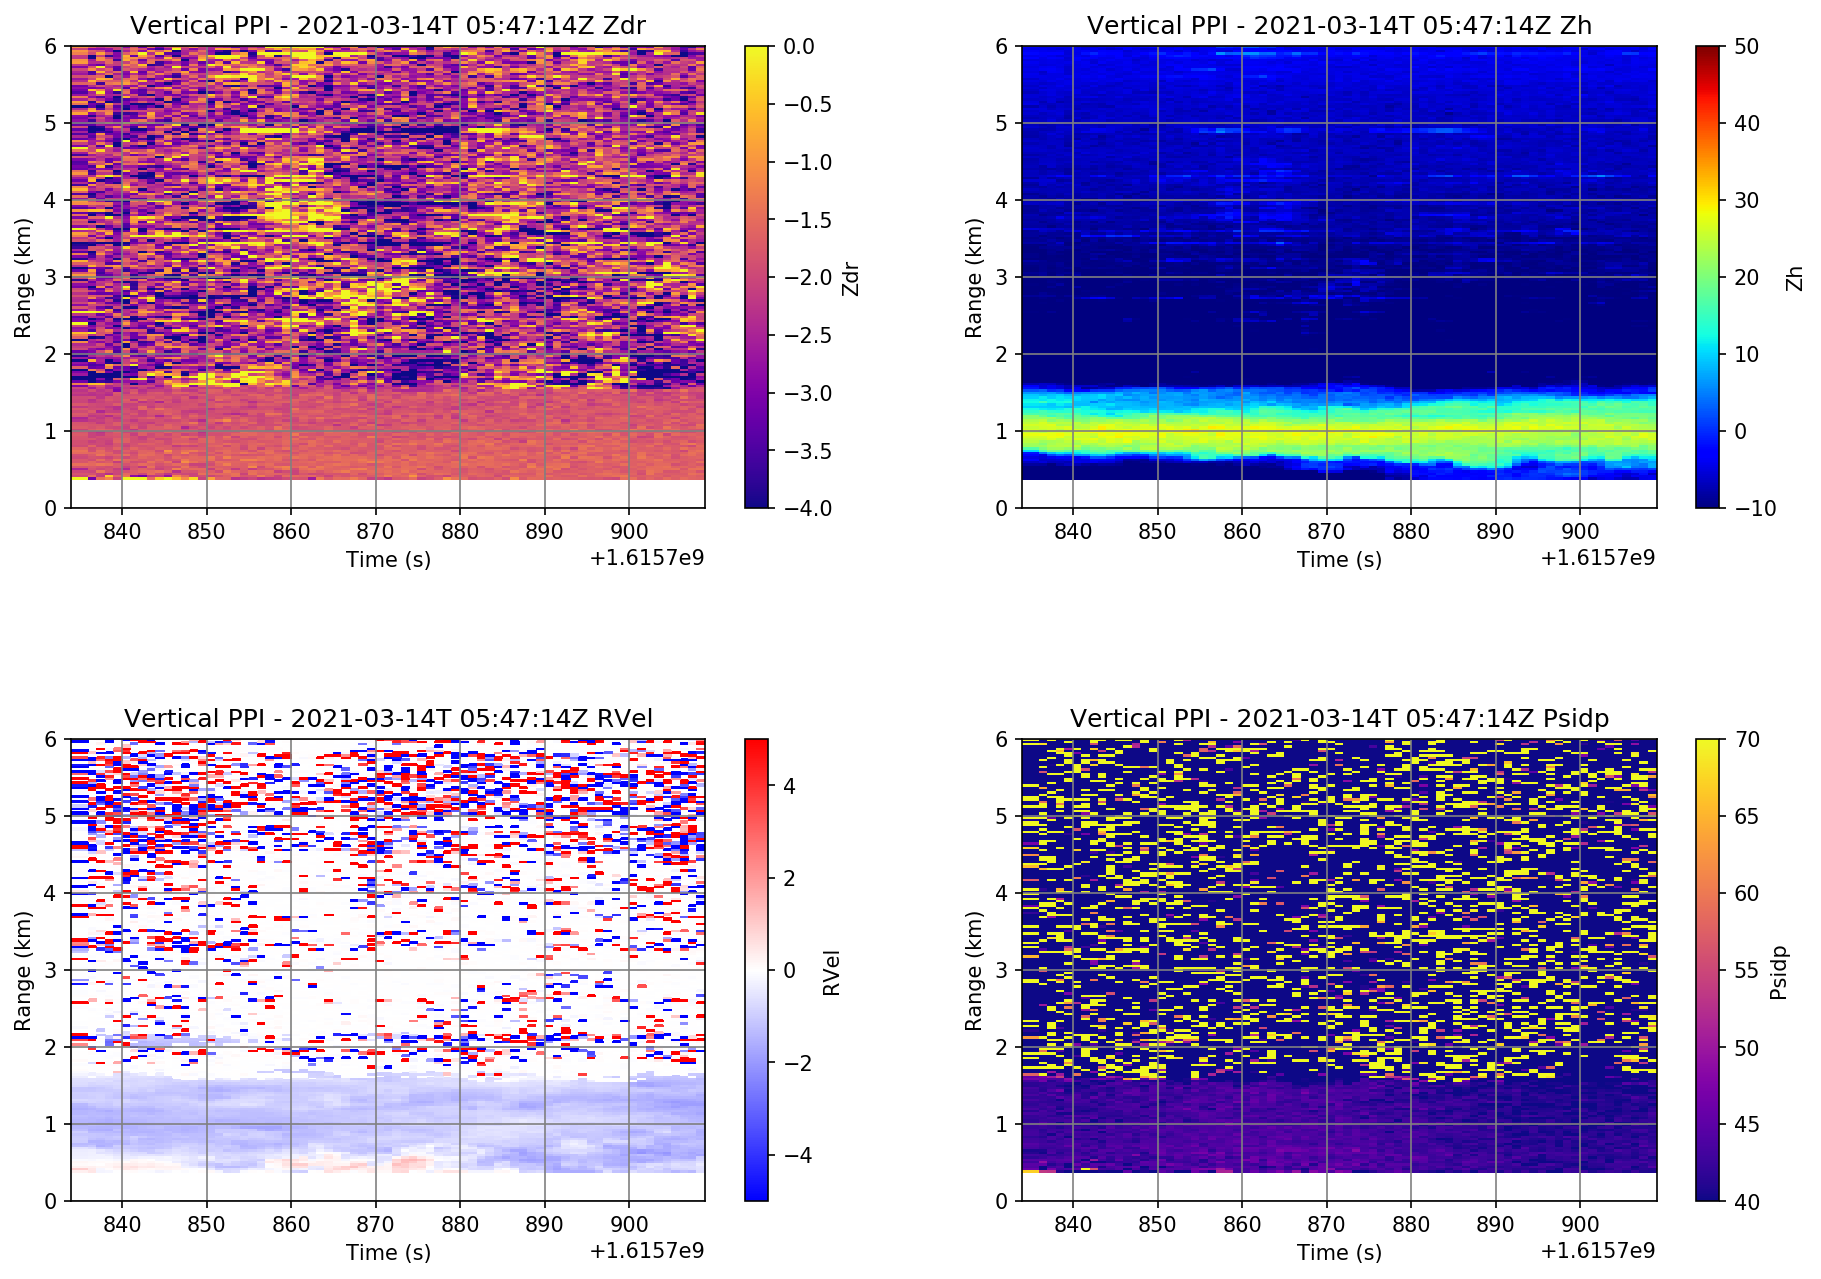 Vertical PPI - 2021-03-14T 05:47:14Z Zdr
6
5
4
3
2
1
0
Range (km)
840 850 860 870 880 890 900
Time (s)
+1.6157e9
0.0
−0.5
−1.0
−1.5
−2.0
−2.5
−3.0
−3.5
−4.0
Zdr
Vertical PPI - 2021-03-14T 05:47:14Z Zh
6
5
4
3
2
1
0
Range (km)
840 850 860 870 880 890 900
Time (s)
+1.6157e9
50
40
30
20
10
0
−10
Zh
Vertical PPI - 2021-03-14T 05:47:14Z RVel
6
5
4
3
2
1
0
Range (km)
840 850 860 870 880 890 900
Time (s)
+1.6157e9
4
2
0
−2
−4
RVel
Vertical PPI - 2021-03-14T 05:47:14Z Psidp
6
5
4
3
2
1
0
Range (km)
840 850 860 870 880 890 900
Time (s)
+1.6157e9
70
65
60
55
50
45
40
Psidp